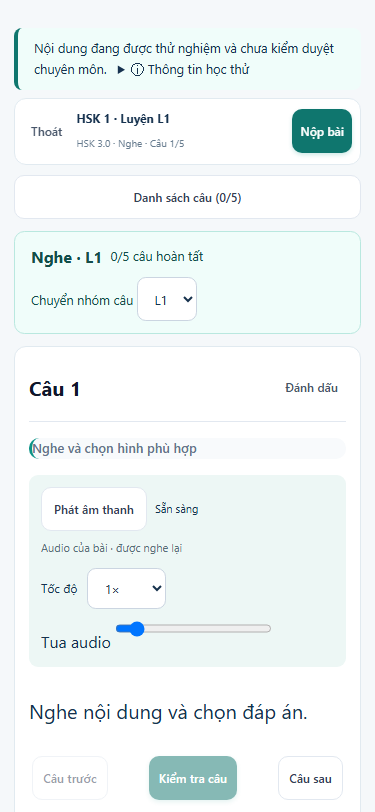 Nội dung đang được thử nghiệm và chưa kiểm duyệt
chuyên môn. ▶ ⓘ Thông tin học thử
Thoát
HSK 1 · Luyện L1
HSK 3.0 · Nghe · Câu 1/5
Nộp bài
Danh sách câu (0/5)
Nghe · L1 0/5 câu hoàn tất
Chuyển nhóm câu L1
Câu 1
Đánh dấu
Nghe và chọn hình phù hợp
Phát âm thanh Sẵn sàng
Audio của bài · được nghe lại
Tốc độ 1×
Tua audio
Nghe nội dung và chọn đáp án.
Câu trước
Kiểm tra câu
Câu sau